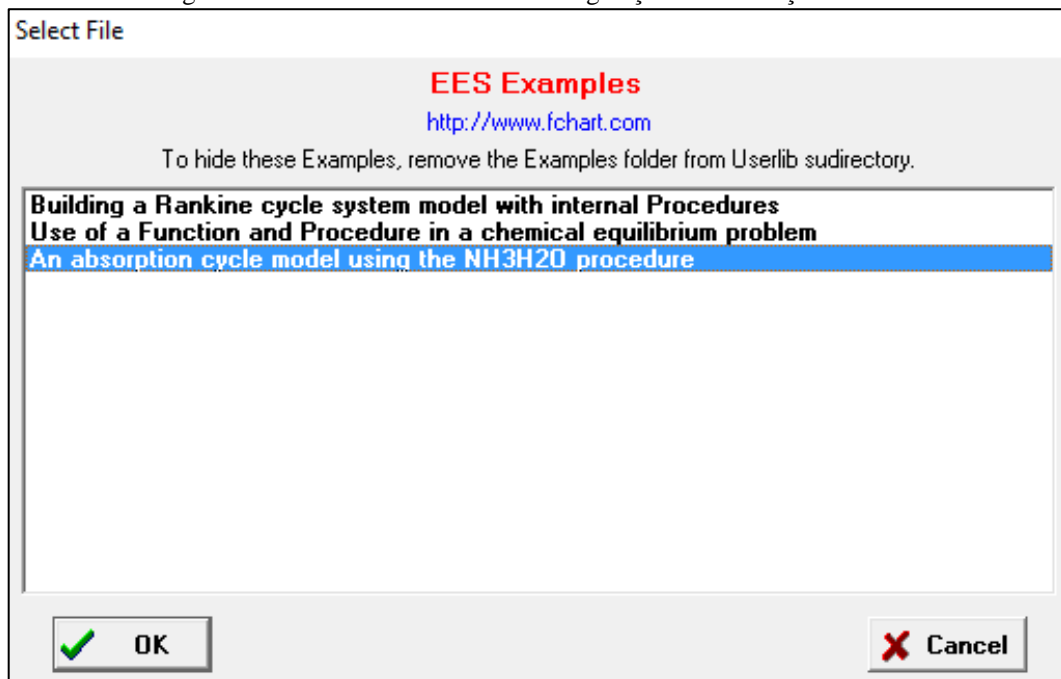 Select File
EES Examples
http://www.fchart.com
To hide these Examples, remove the Examples folder from Userlib sudirectory.
Building a Rankine cycle system model with internal Procedures
Use of a Function and Procedure in a chemical equilibrium problem
An absorption cycle model using the NH3H2O procedure
OK
Cancel